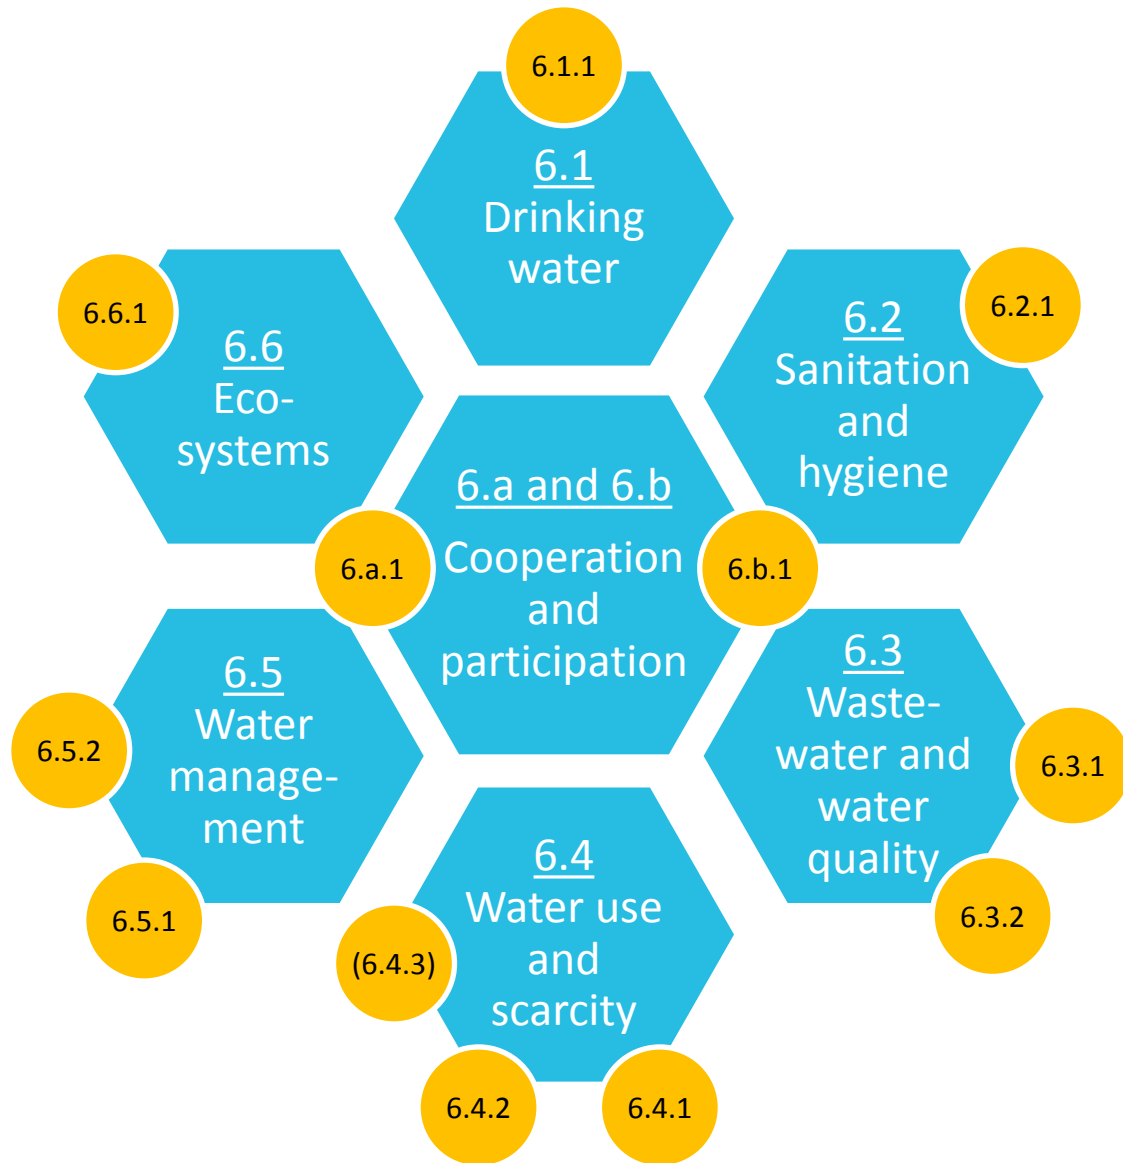 6.1.1
6.1
Drinking
water
6.6.1
6.6
Eco-
systems
6.2.1
6.2
Sanitation
and
hygiene
6.a.1
6.a and 6.b
Cooperation
and
participation
6.b.1
6.5
Water
manage-
ment
6.5.2
6.5.1
6.3
Waste-
water and
water
quality
6.3.1
6.3.2
6.4
Water use
and
scarcity
(6.4.3)
6.4.2
6.4.1